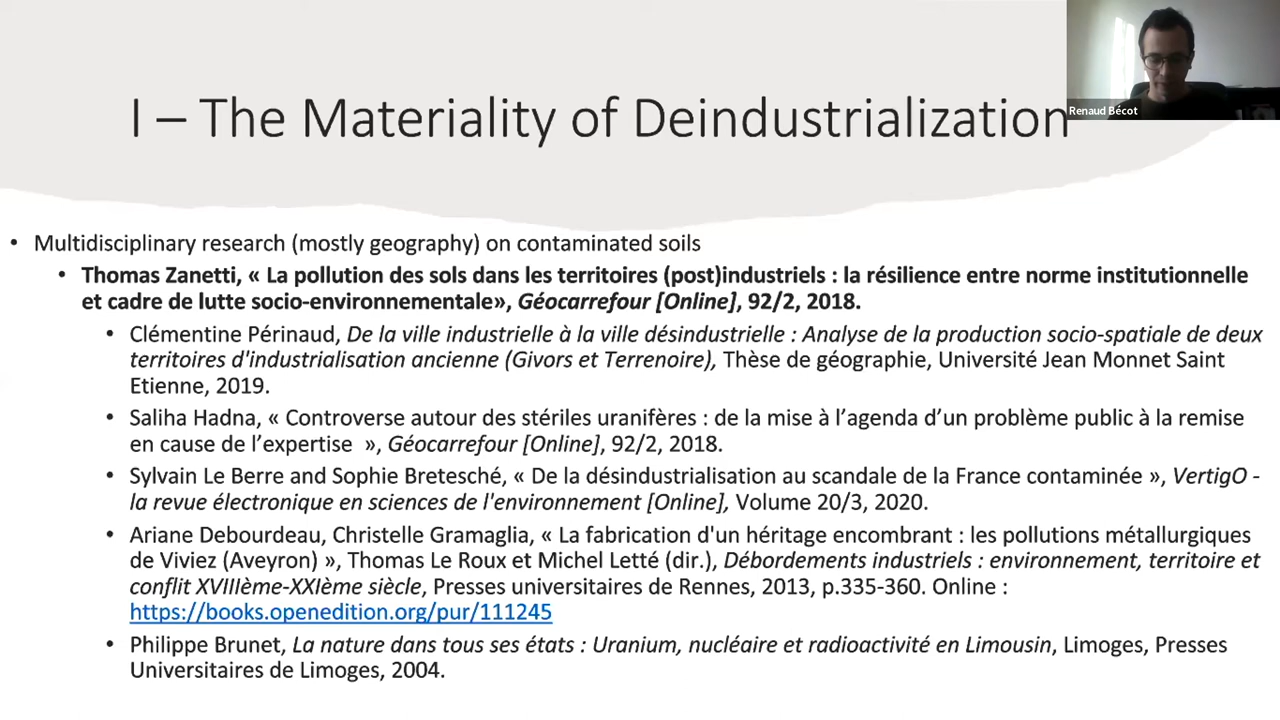 I – The Materiality of Deindustrialization
Renaud Bécot
• Multidisciplinary research (mostly geography) on contaminated soils
• Thomas Zanetti, « La pollution des sols dans les territoires (post)industriels : la résilience entre norme institutionnelle
et cadre de lutte socio-environnementale», Géocarrefour [Online], 92/2, 2018.
• Clémentine Périnaud, De la ville industrielle à la ville désindustrielle : Analyse de la production socio-spatiale de deux
territoires d'industrialisation ancienne (Givors et Terrenoire), Thèse de géographie, Université Jean Monnet Saint
Etienne, 2019.
• Saliha Hadna, « Controverse autour des stériles uranifères : de la mise à l’agenda d’un problème public à la remise
en cause de l’expertise », Géocarrefour [Online], 92/2, 2018.
• Sylvain Le Berre and Sophie Bretesché, « De la désindustrialisation au scandale de la France contaminée », VertigO -
la revue électronique en sciences de l'environnement [Online], Volume 20/3, 2020.
• Ariane Debourdeau, Christelle Gramaglia, « La fabrication d'un héritage encombrant : les pollutions métallurgiques
de Viviez (Aveyron) », Thomas Le Roux et Michel Letté (dir.), Débordements industriels : environnement, territoire et
conflit XVIIIème-XXIème siècle, Presses universitaires de Rennes, 2013, p.335-360. Online :
https://books.openedition.org/pur/111245
• Philippe Brunet, La nature dans tous ses états : Uranium, nucléaire et radioactivité en Limousin, Limoges, Presses
Universitaires de Limoges, 2004.